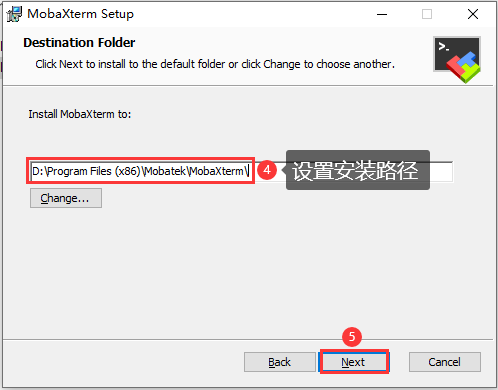 MobaXterm Setup
Destination Folder
Click Next to install to the default folder or click Change to choose another.
>_
Install MobaXterm to:
D:\Program Files (x86)\Mobatek\MobaXterm\
4 设置安装路径
Change...
5
Back Next Cancel